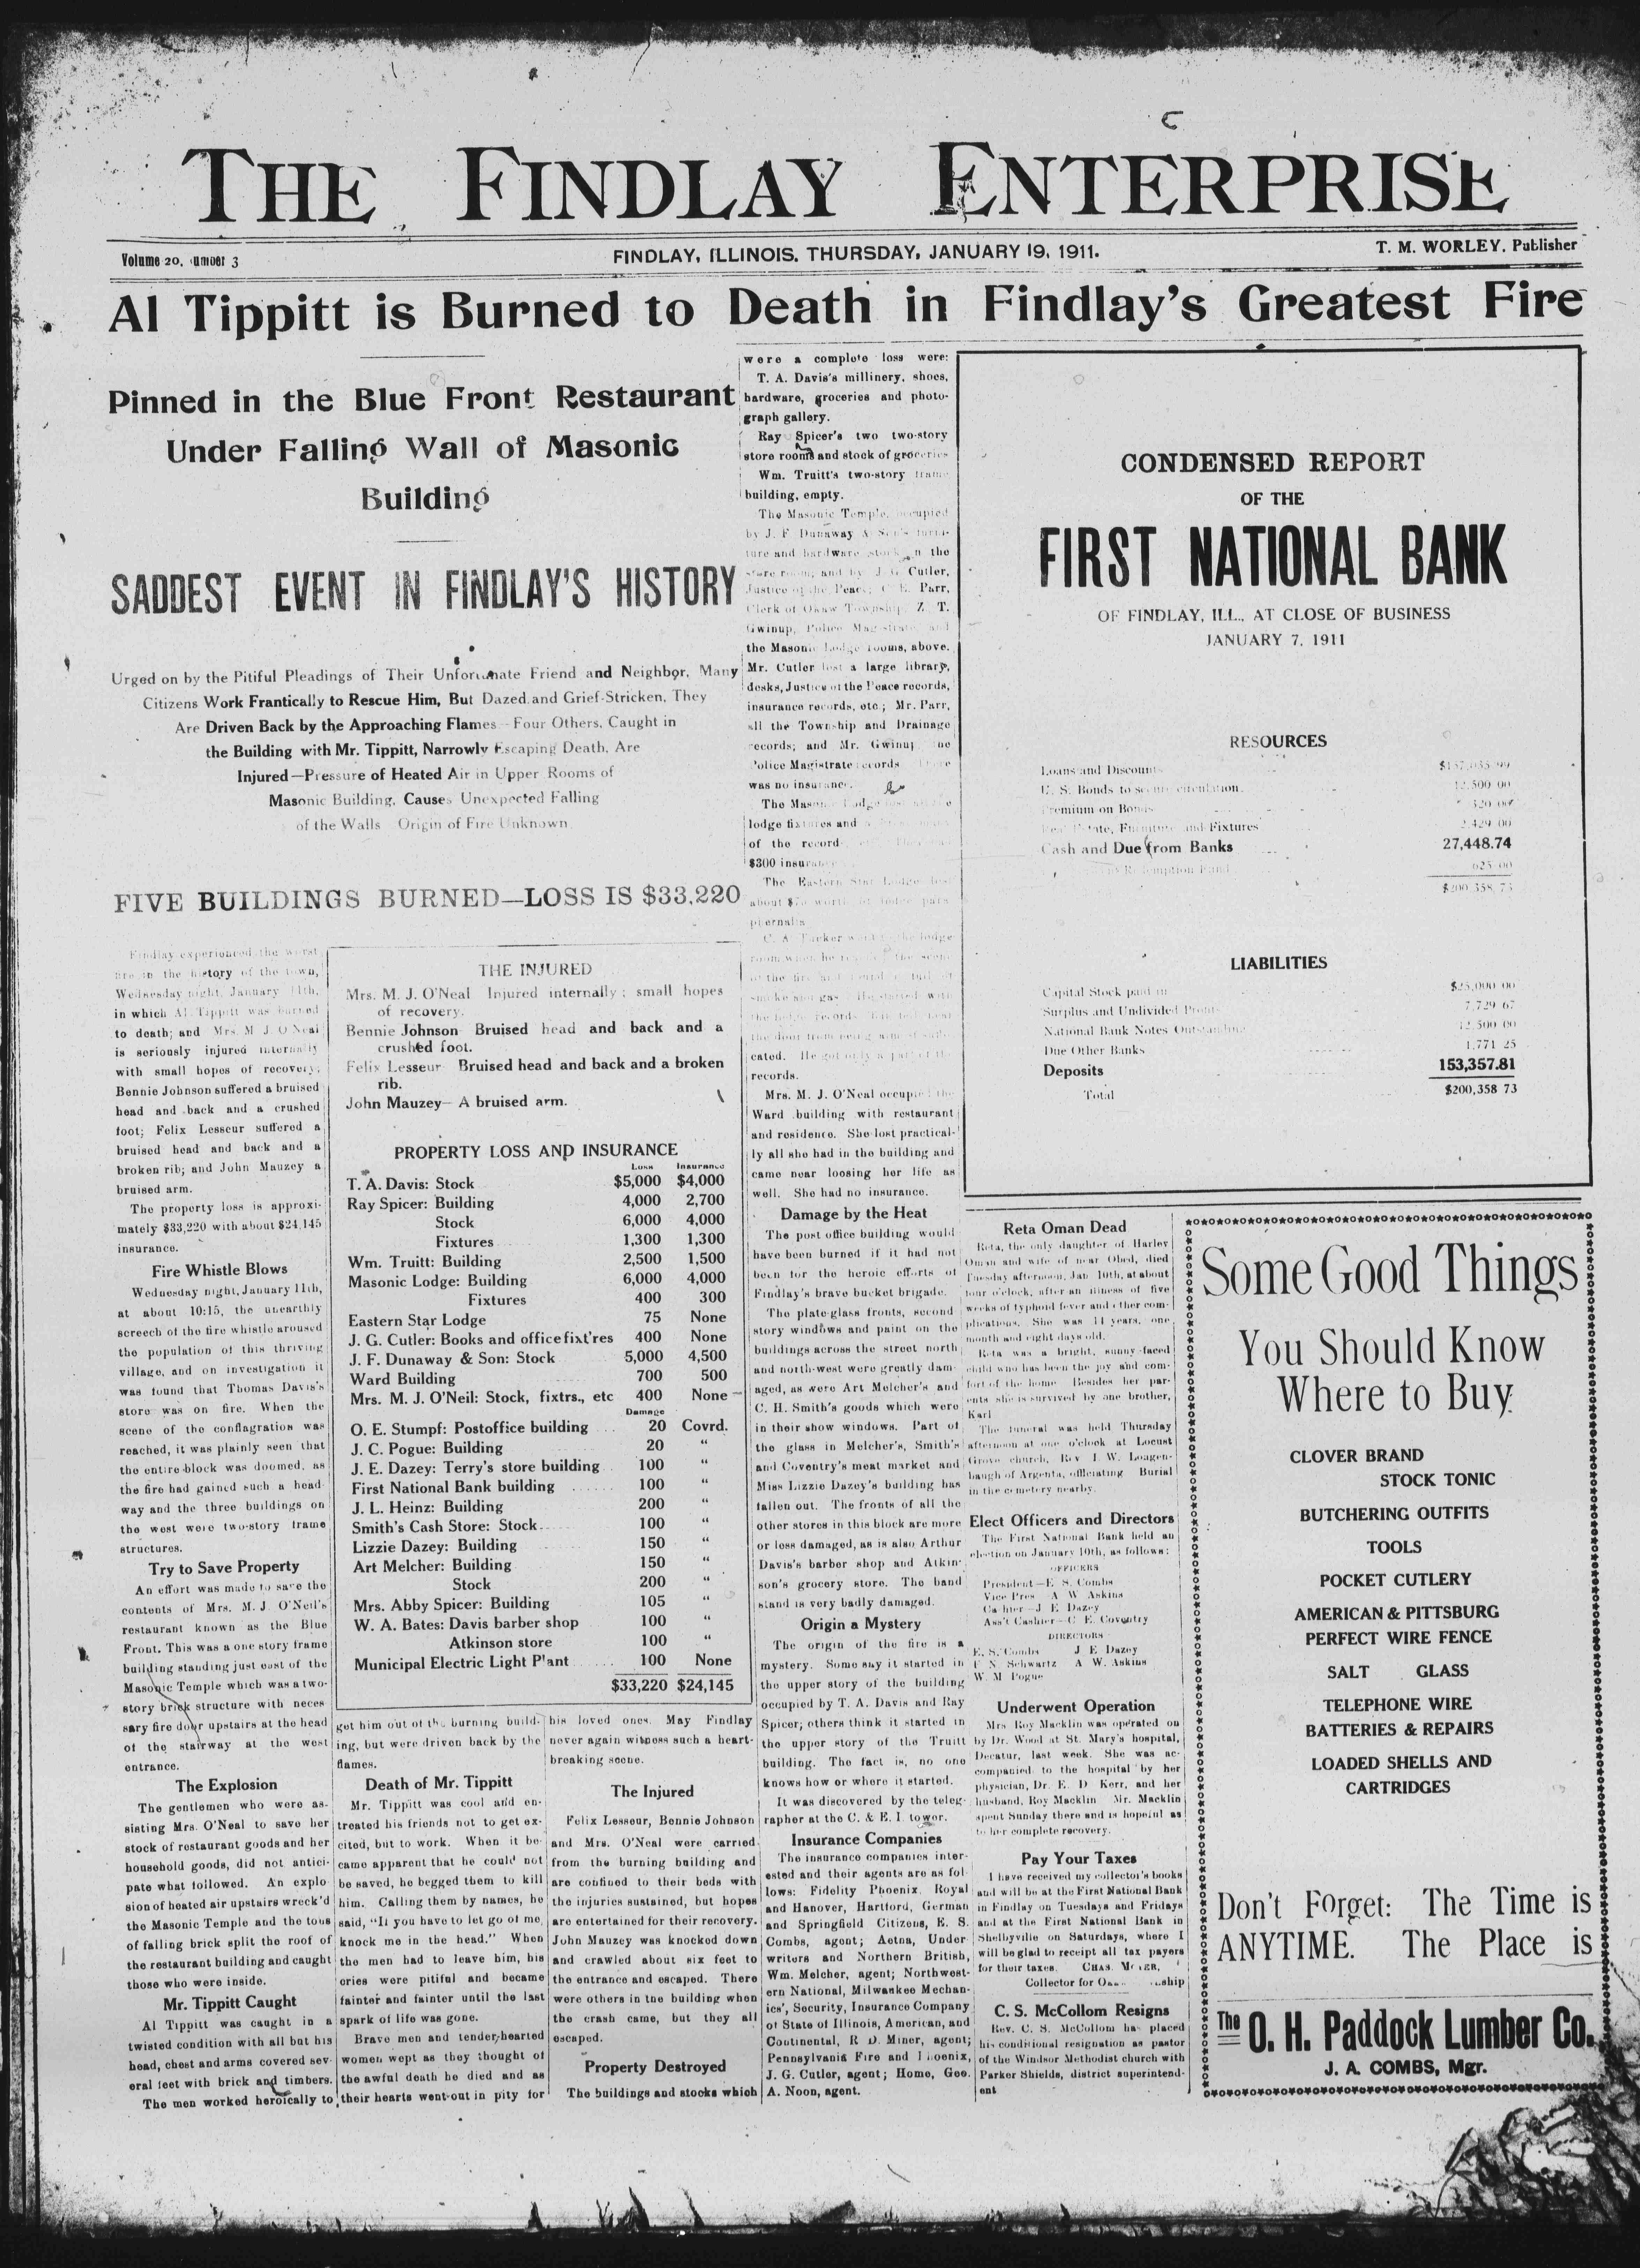 THE FINDLAY ENTERPRISE
Volume 20, umber 3
FINDLAY, ILLINOIS, THURSDAY, JANUARY 19, 1911.
T. M. WORLEY, Publisher
Al Tippitt is Burned to Death in Findlay's Greatest Fire
Pinned in the Blue Front Restaurant
Under Falling Wall of Masonic
Building
SADDEST EVENT IN FINDLAY'S HISTORY
Urged on by the Pitiful Pleadings of Their Unfortunate Friend and Neighbor, Many
Citizens Work Frantically to Rescue Him, But Dazed and Grief-Stricken, They
Are Driven Back by the Approaching Flames—Four Others, Caught in
the Building with Mr. Tippitt, Narrowly Escaping Death, Are
Injured—Pressure of Heated Air in Upper Rooms of
Masonic Building, Causes Unexpected Falling
of the Walls Origin of Fire Unknown
FIVE BUILDINGS BURNED—LOSS IS $33,220
Findlay experienced the worst
fire in the history of the town,
Wednesday night, January 11th,
in which Al Tippitt was burned
to death; and Mrs. M J O'Neal
is seriously injured internally
with small hopes of recovery;
Bennie Johnson suffered a bruised
head and back and a crushed
foot; Felix Lesseur suffered a
bruised head and back and a
broken rib; and John Mauzey a
bruised arm.
The property loss is approxi-
mately $33,220 with about $24,145
insurance.
Fire Whistle Blows
Wednesday night, January 11th,
at about 10:15, the unearthly
screech of the fire whistle aroused
the population of this thriving
village, and on investigation it
was found that Thomas Davis's
store was on fire. When the
scene of the conflagration was
reached, it was plainly seen that
the entire block was doomed, as
the fire had gained such a head-
way and the three buildings on
the west were two-story frame
structures.
Try to Save Property
An effort was made to save the
contents of Mrs. M. J. O'Neil's
restaurant known as the Blue
Front. This was a one story frame
building standing just east of the
Masonic Temple which was a two-
story brick structure with neces
sary fire door upstairs at the head
of the stairway at the west
entrance.
The Explosion
The gentlemen who were as-
sisting Mrs. O'Neal to save her
stock of restaurant goods and her
household goods, did not antici-
pate what followed. An explo
sion of heated air upstairs wreck'd
the Masonic Temple and the tons
of falling brick split the roof of
the restaurant building and caught
those who were inside.
Mr. Tippitt Caught
Al Tippitt was caught in a
twisted condition with all but his
head, chest and arms covered sev-
eral feet with brick and timbers.
The men worked heroically to
THE INJURED
Mrs. M. J. O'Neal Injured internally; small hopes
of recovery.
Bennie Johnson Bruised head and back and a
crushed foot.
Felix Lesseur Bruised head and back and a broken
rib.
John Mauzey—A bruised arm.
PROPERTY LOSS AND INSURANCE
Loss Insurance
T. A. Davis: Stock $5,000 $4,000
Ray Spicer: Building 4,000 2,700
Stock 6,000 4,000
Fixtures 1,300 1,300
Wm. Truitt: Building 2,500 1,500
Masonic Lodge: Building 6,000 4,000
Fixtures 400 300
Eastern Star Lodge 75 None
J. G. Cutler: Books and office fixt'res 400 None
J. F. Dunaway & Son: Stock 5,000 4,500
Ward Building 700 500
Mrs. M. J. O'Neil: Stock, fixtrs., etc 400 None
Damage
O. E. Stumpf: Postoffice building 20 Covrd.
J. C. Pogue: Building 20 "
J. E. Dazey: Terry's store building 100 "
First National Bank building 100 "
J. L. Heinz: Building 200 "
Smith's Cash Store: Stock 100 "
Lizzie Dazey: Building 150 "
Art Melcher: Building 150 "
Stock 200 "
Mrs. Abby Spicer: Building 105 "
W. A. Bates: Davis barber shop 100 "
Atkinson store 100 "
Municipal Electric Light Plant 100 None
$33,220 $24,145
get him out of the burning build-
ing, but were driven back by the
flames.
Death of Mr. Tippitt
Mr. Tippitt was cool and en-
treated his friends not to get ex-
cited, but to work. When it be-
came apparent that he could not
be saved, he begged them to kill
him. Calling them by names, he
said, "If you have to let go of me,
knock me in the head." When
the men had to leave him, his
cries were pitiful and became
fainter and fainter until the last
spark of life was gone.
Brave men and tender-hearted
women wept as they thought of
the awful death he died and as
their hearts went out in pity for
his loved ones. May Findlay
never again witness such a heart-
breaking scene.
The Injured
Felix Lesseur, Bennie Johnson
and Mrs. O'Neal were carried
from the burning building and
are confined to their beds with
the injuries sustained, but hopes
are entertained for their recovery.
John Mauzey was knocked down
and crawled about six feet to
the entrance and escaped. There
were others in the building when
the crash came, but they all
escaped.
Property Destroyed
The buildings and stocks which
were a complete loss were:
T. A. Davis's millinery, shoes,
hardware, groceries and photo-
graph gallery.
Ray Spicer's two two-story
store rooms and stock of groceries
Wm. Truitt's two-story frame
building, empty.
The Masonic Temple, occupied
by J. F. Dunaway & Son's furni-
ture and hardware stock in the
store room; and by J. G. Cutler,
Justice of the Peace; C. E. Parr,
Clerk of Okaw Township; Z. T.
Gwinup, Police Magistrate, and
the Masonic Lodge rooms, above.
Mr. Cutler lost a large library,
desks, Justice of the Peace records,
insurance records, etc.; Mr. Parr,
all the Township and Drainage
records; and Mr. Gwinup the
Police Magistrate records There
was no insurance.
The Masonic Lodge
lodge fixtures and
of the records
$300 insurance
The Eastern Star Lodge lost
about $75 worth of lodge para
phernalia
C. A. Tucker went to the lodge
room when he reached the scene
of the fire and
smoke and gas. He started with
the lodge records
the door
cated. He got only a part of the
records.
Mrs. M. J. O'Neal occupied the
Ward building with restaurant
and residence. She lost practical-
ly all she had in the building and
came near loosing her life as
well. She had no insurance.
Damage by the Heat
The post office building would
have been burned if it had not
been for the heroic efforts of
Findlay's brave bucket brigade.
The plate-glass fronts, second
story windows and paint on the
buildings across the street north
and north-west were greatly dam-
aged, as were Art Melcher's and
C. H. Smith's goods which were
in their show windows. Part of
the glass in Melcher's, Smith's
and Coventry's meat market and
Miss Lizzie Dazey's building has
fallen out. The fronts of all the
other stores in this block are more
or less damaged, as is also Arthur
Davis's barber shop and Atkin-
son's grocery store. The band
stand is very badly damaged.
Origin a Mystery
The origin of the fire is a
mystery. Some say it started in
the upper story of the building
occupied by T. A. Davis and Ray
Spicer; others think it started in
the upper story of the Truitt
building. The fact is, no one
knows how or where it started.
It was discovered by the teleg-
rapher at the C. & E. I. tower.
Insurance Companies
The insurance companies inter-
ested and their agents are as fol
lows: Fidelity Phoenix, Royal
and Hanover, Hartford, German
and Springfield Citizens, E. S.
Combs, agent; Aetna, Under
writers and Northern British,
Wm. Melcher, agent; Northwest-
ern National, Milwaukee Mechan-
ics', Security, Insurance Company
of State of Illinois, American, and
Continental, R. D. Miner, agent;
Pennsylvania Fire and Phoenix,
J. G. Cutler, agent; Home, Geo.
A. Noon, agent.
CONDENSED REPORT
OF THE
FIRST NATIONAL BANK
OF FINDLAY, ILL., AT CLOSE OF BUSINESS
JANUARY 7, 1911
RESOURCES
Loans and Discounts $157,035 99
U. S. Bonds to secure circulation 12,500 00
Premium on Bonds 320 00
Real Estate, Furniture and Fixtures 2,429 00
Cash and Due from Banks 27,448.74
Redemption Fund 625 00
$200,358 73
LIABILITIES
Capital Stock paid in $25,000 00
Surplus and Undivided Profits 7,729 67
National Bank Notes Outstanding 12,500 00
Due Other Banks 1,771 25
Deposits 153,357.81
Total $200,358 73
Reta Oman Dead
Reta, the only daughter of Harley
Oman and wife of near Obed, died
Tuesday afternoon, Jan 10th, at about
four o'clock, after an illness of five
weeks of typhoid fever and other com-
plications. She was 11 years, one
month and eight days old.
Reta was a bright, sunny-faced
child who has been the joy and com-
fort of the home Besides her par-
ents she is survived by one brother,
Karl
The funeral was held Thursday
afternoon at one o'clock at Locust
Grove church, Rev I. W. Loagen-
baugh of Argenta, officiating Burial
in the cemetery nearby.
Elect Officers and Directors
The First National Bank held an
election on January 10th, as follows:
OFFICERS
President—E. S. Combs
Vice Pres A W Askins
Cashier—J E Dazey
Ass't Cashier—C E. Coventry
DIRECTORS
E. S. Combs J E Dazey
F N Schwartz A W. Askins
W. M Pogue
Underwent Operation
Mrs Roy Macklin was operated on
by Dr. Wood at St. Mary's hospital,
Decatur, last week. She was ac-
companied to the hospital by her
physician, Dr. E. D Kerr, and her
husband, Roy Macklin Mr. Macklin
spent Sunday there and is hopeful as
to her complete recovery.
Pay Your Taxes
I have received my collector's books
and will be at the First National Bank
in Findlay on Tuesdays and Fridays
and at the First National Bank in
Shelbyville on Saturdays, where I
will be glad to receipt all tax payers
for their taxes. CHAS.
Collector for
C. S. McCollom Resigns
Rev. C. S. McCollom has placed
his conditional resignation as pastor
of the Windsor Methodist church with
Parker Shields, district superintend-
ent
Some Good Things
You Should Know
Where to Buy
CLOVER BRAND
STOCK TONIC
BUTCHERING OUTFITS
TOOLS
POCKET CUTLERY
AMERICAN & PITTSBURG
PERFECT WIRE FENCE
SALT GLASS
TELEPHONE WIRE
BATTERIES & REPAIRS
LOADED SHELLS AND
CARTRIDGES
Don't Forget: The Time is
ANYTIME. The Place is
The O. H. Paddock Lumber Co.
J. A. COMBS, Mgr.